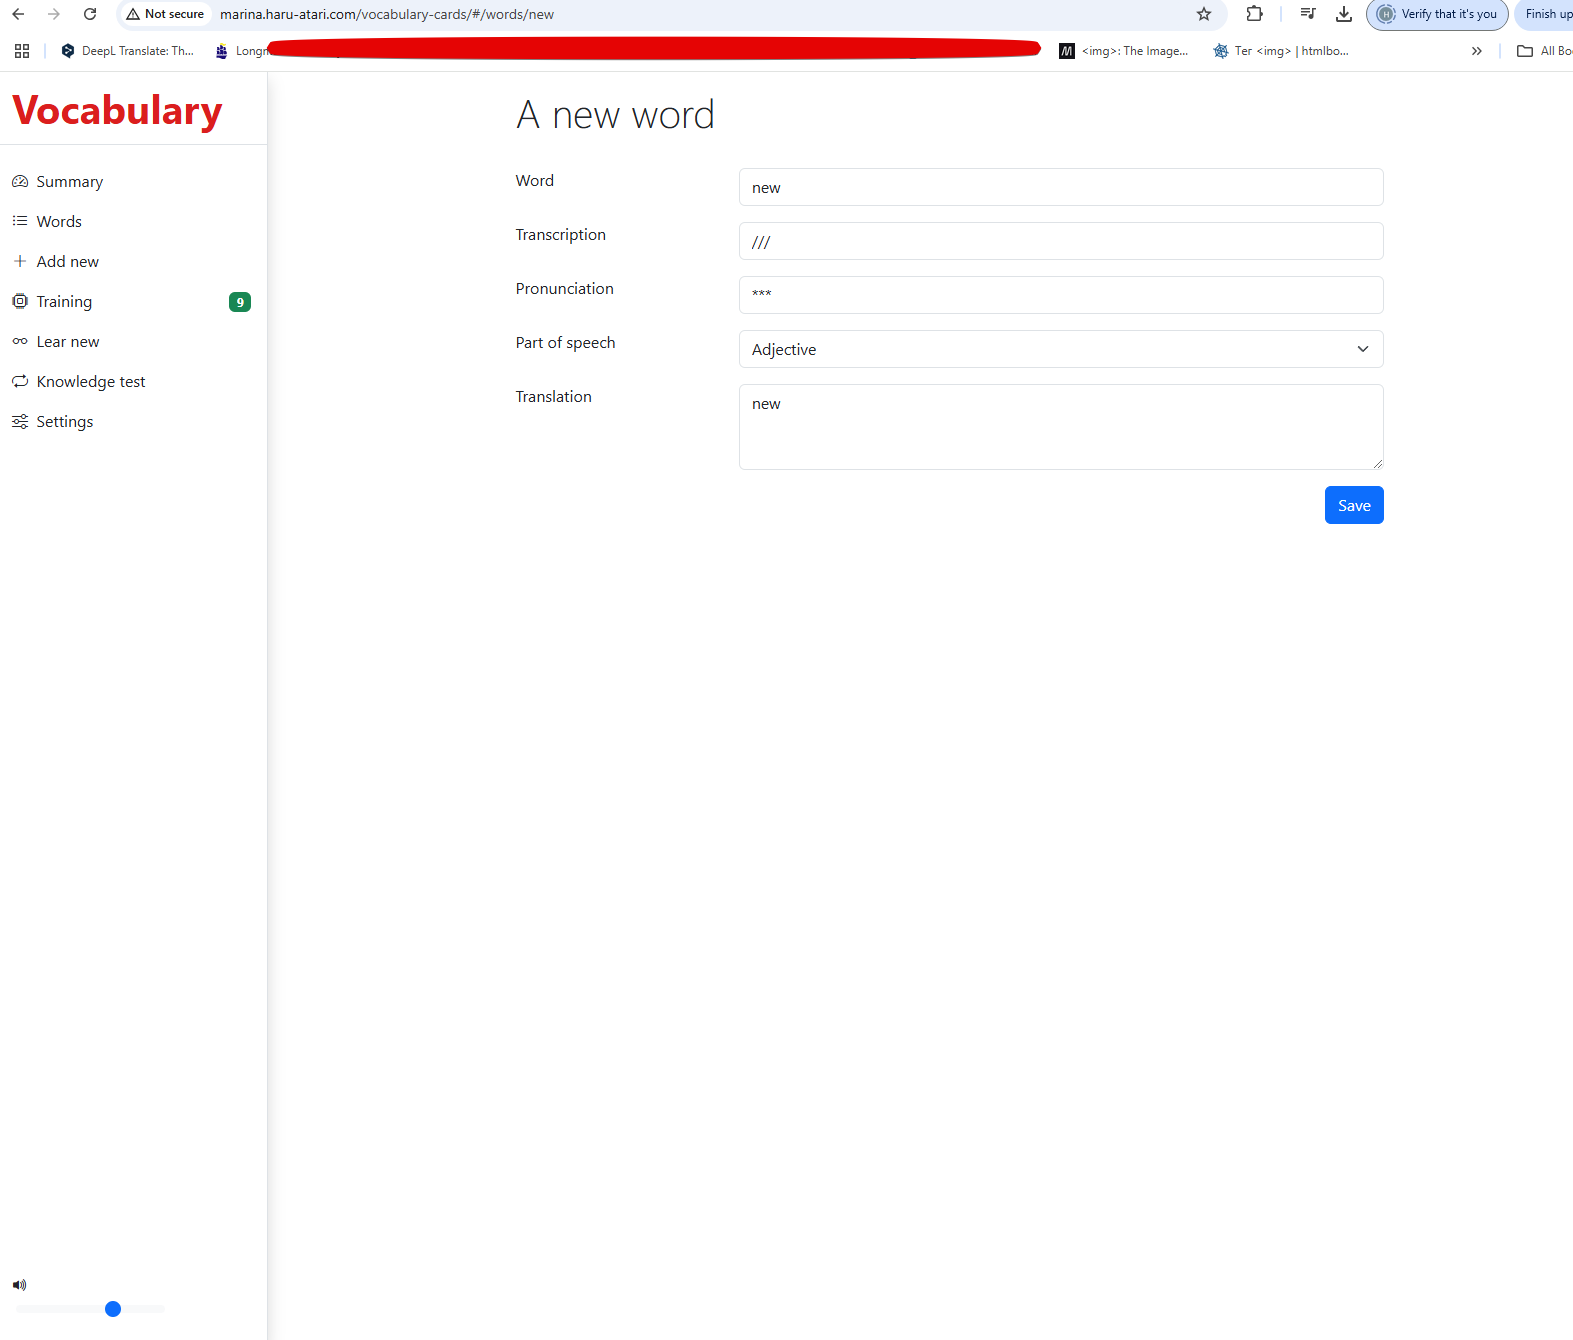 Not secure marina.haru-atari.com/vocabulary-cards/#/words/new Verify that it's you Finish up
DeepL Translate: Th... <img>: The Image... Ter <img> | htmlbo... All Bo
Vocabulary
Summary
Words
Add new
Training 9
Lear new
Knowledge test
Settings
A new word
Word new
Transcription ///
Pronunciation ***
Part of speech Adjective
Translation new
Save